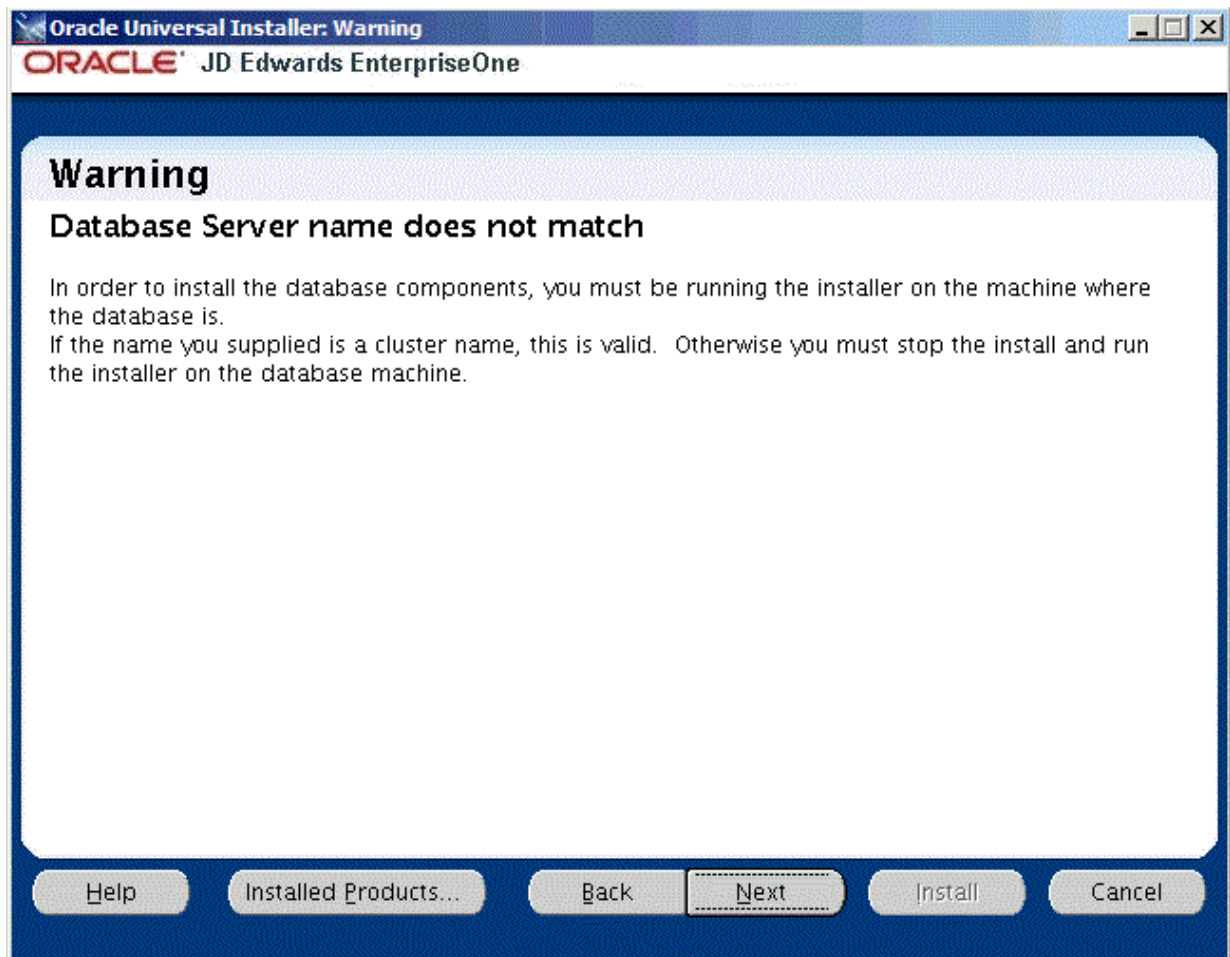 Oracle Universal Installer: Warning
ORACLE JD Edwards EnterpriseOne
Warning
Database Server name does not match
In order to install the database components, you must be running the installer on the machine where
the database is.
If the name you supplied is a cluster name, this is valid.  Otherwise you must stop the install and run
the installer on the database machine.
Help Installed Products... Back Next Install Cancel